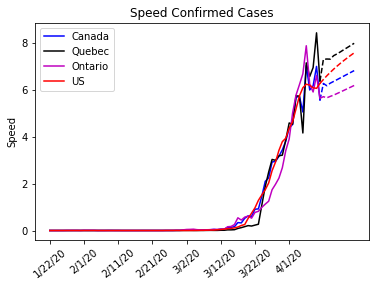 Speed Confirmed Cases
Canada
Quebec
Ontario
US
Speed
8
6
4
2
0
1/22/20
2/1/20
2/11/20
2/21/20
3/2/20
3/12/20
3/22/20
4/1/20